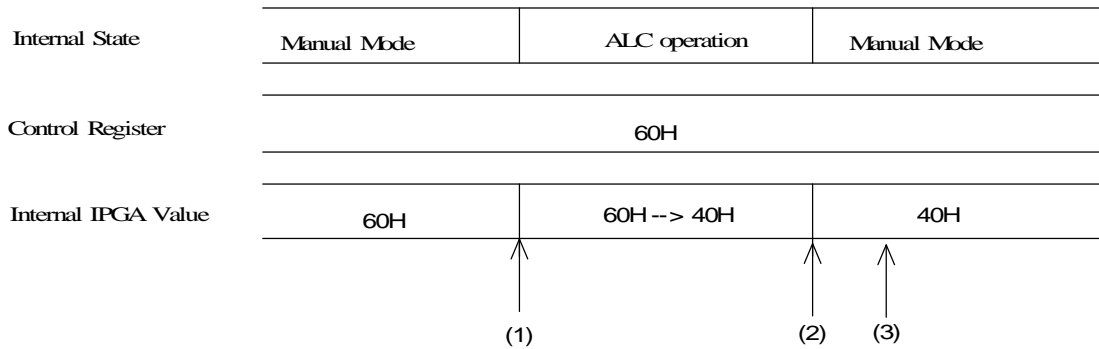 Internal State Manual Mode ALC operation Manual Mode
Control Register 60H
Internal IPGA Value 60H 60H --> 40H 40H
(1) (2) (3)